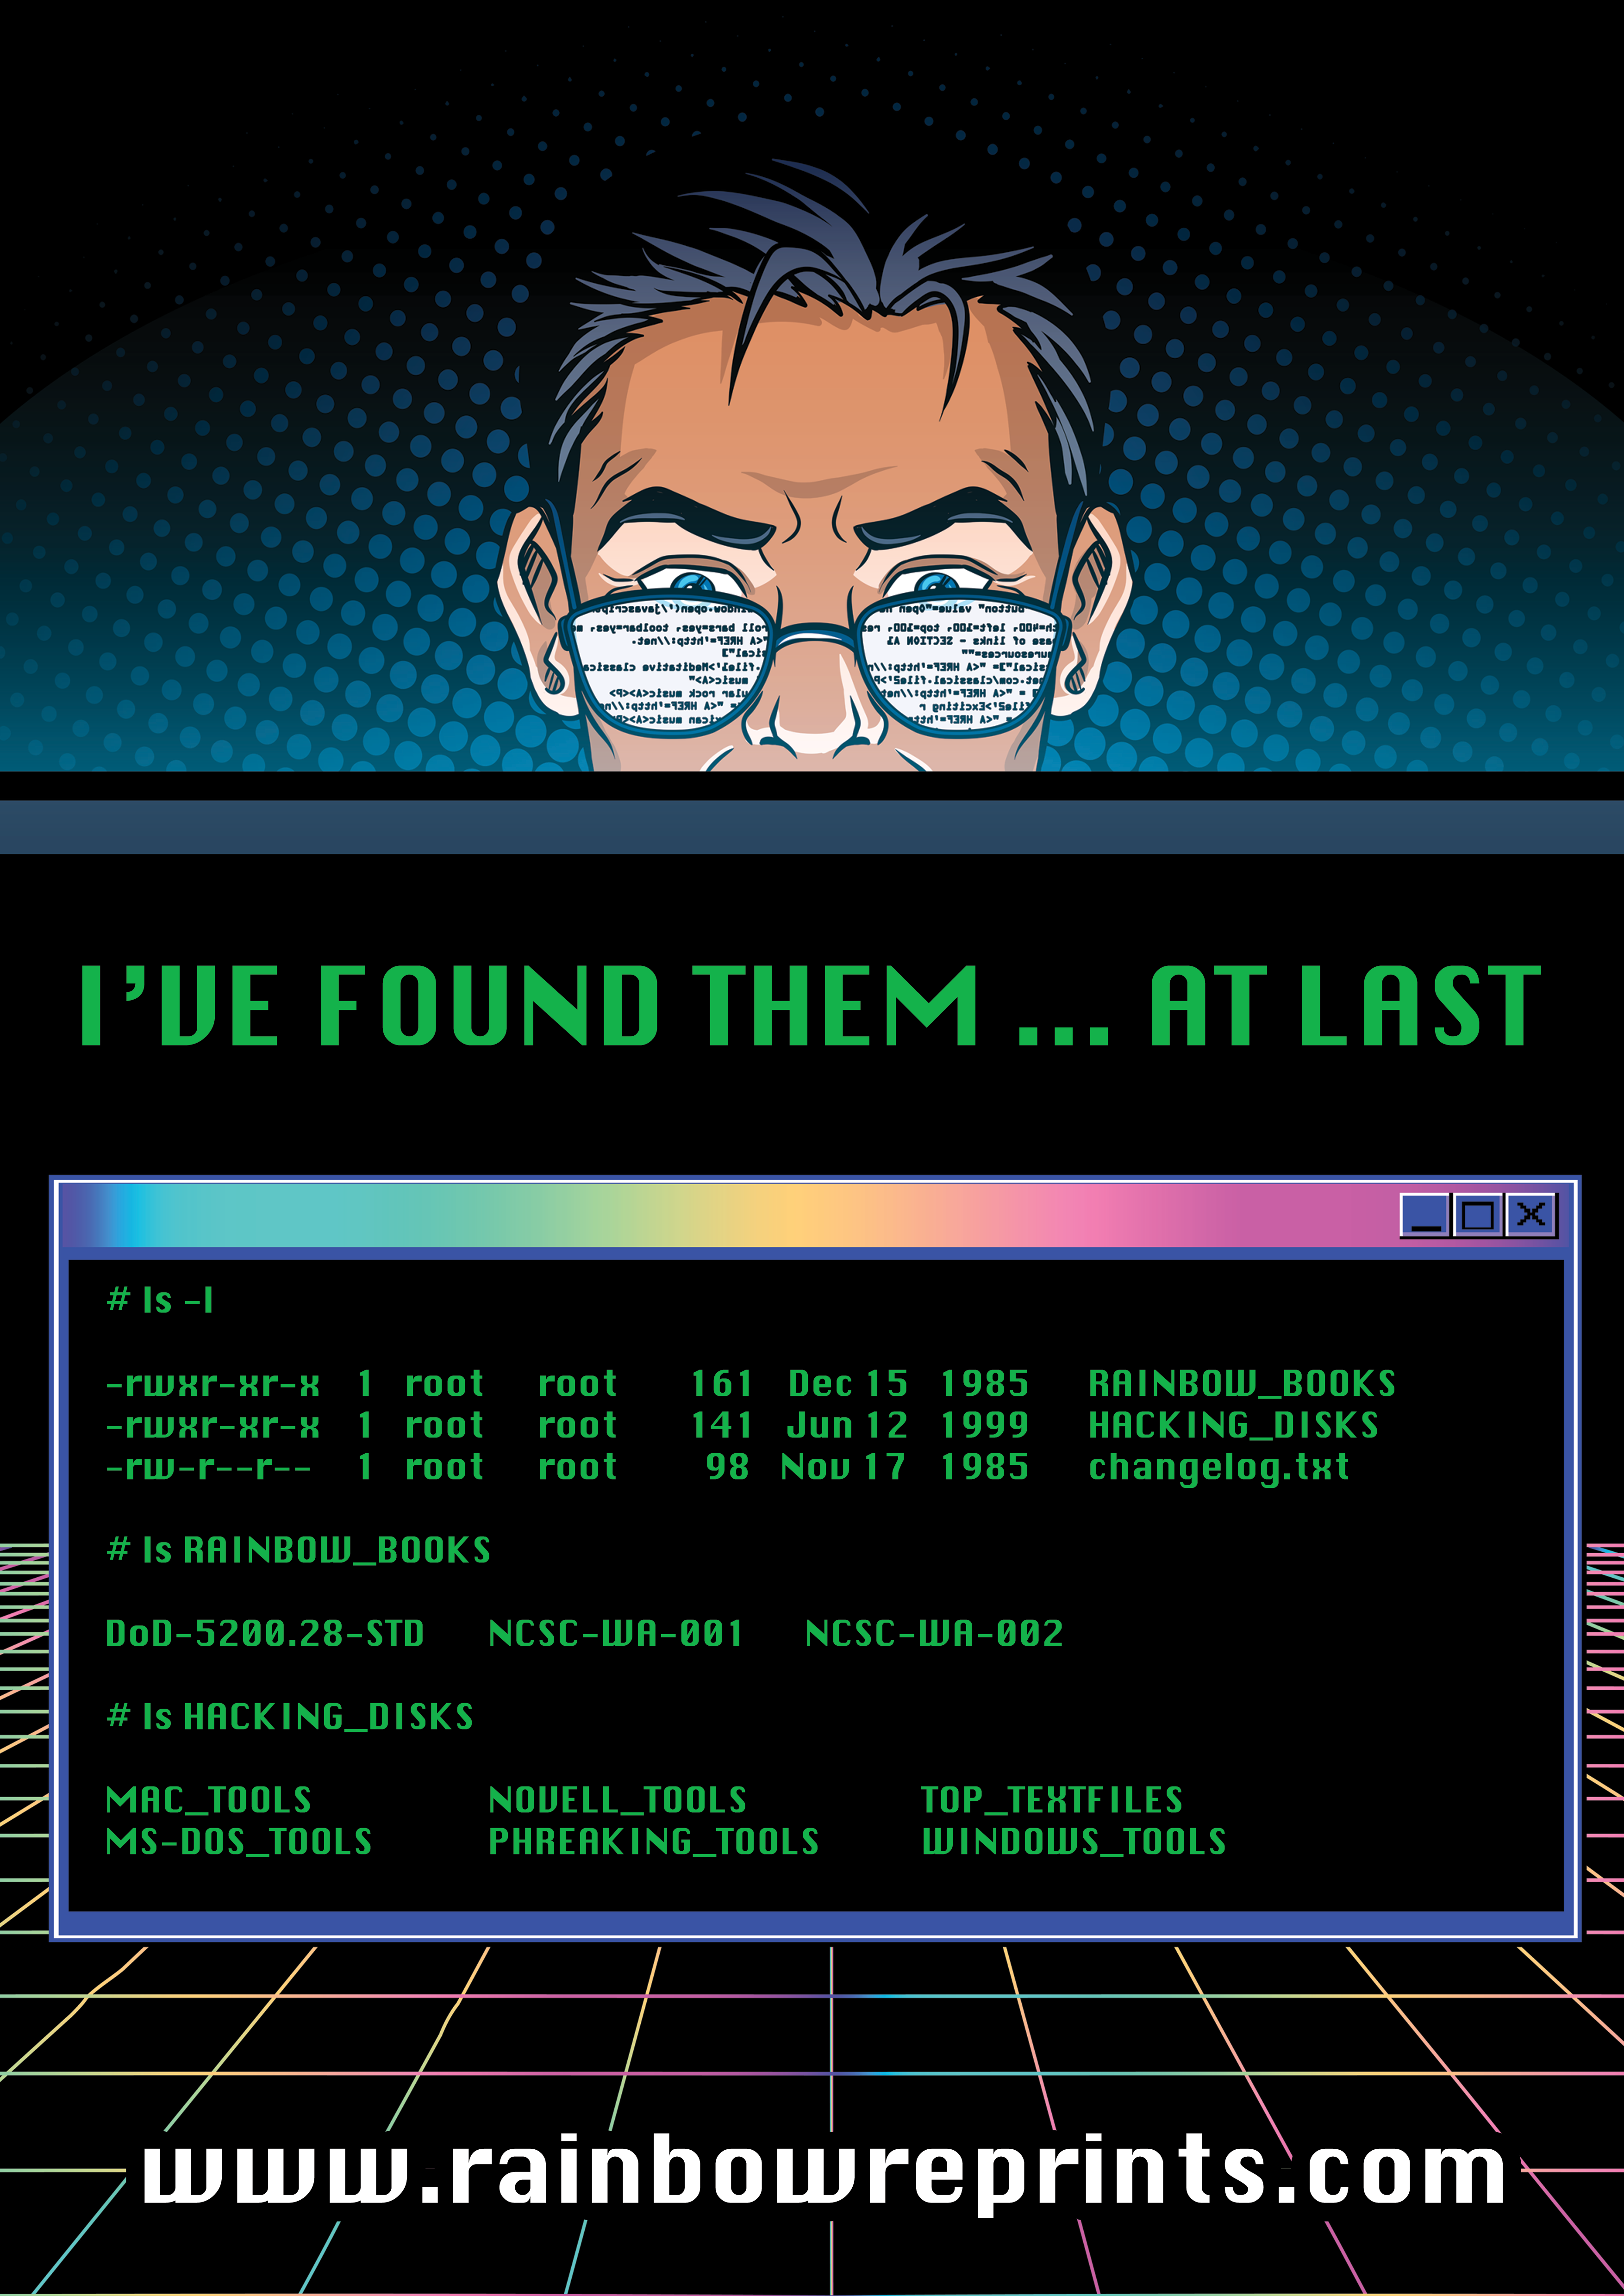 I'VE FOUND THEM ... AT LAST
# ls -l
-rwxr-xr-x 1 root root 161 Dec 15 1985 RAINBOW_BOOKS
-rwxr-xr-x 1 root root 141 Jun 12 1999 HACKING_DISKS
-rw-r--r-- 1 root root 98 Nov 17 1985 changelog.txt
# ls RAINBOW_BOOKS
DoD-5200.28-STD NCSC-WA-001 NCSC-WA-002
# ls HACKING_DISKS
MAC_TOOLS NOVELL_TOOLS TOP_TEXTFILES
MS-DOS_TOOLS PHREAKING_TOOLS WINDOWS_TOOLS
www.rainbowreprints.com